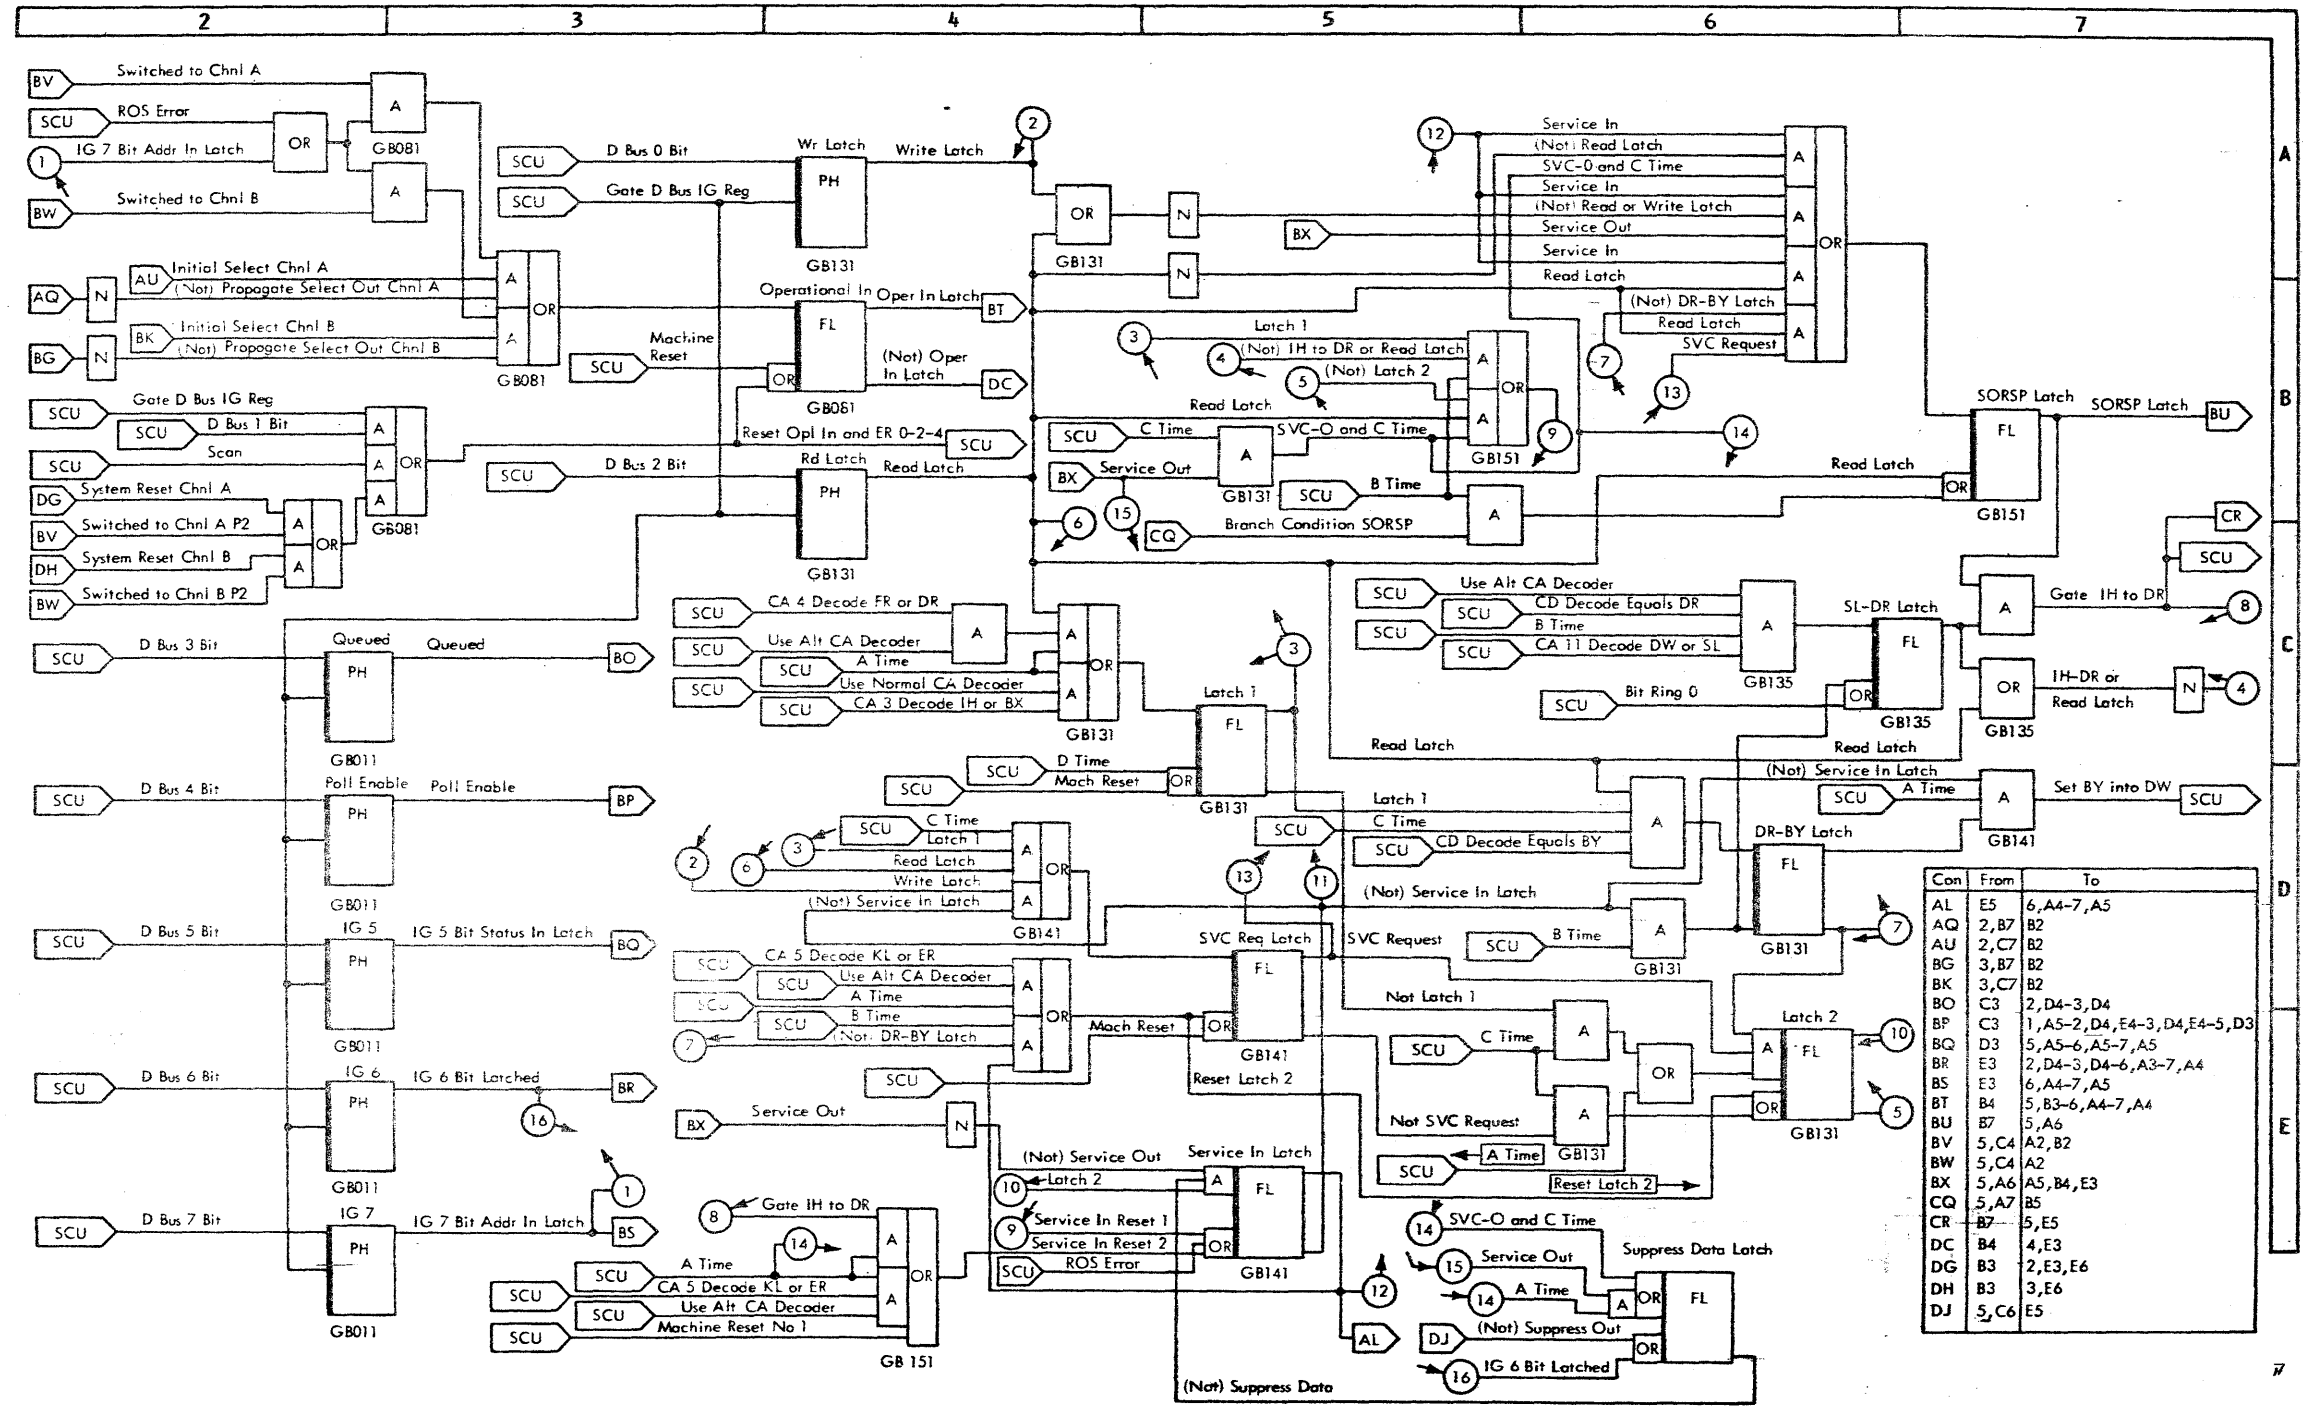 2 3 4 5 6 7
A
B
C
D
E
BV Switched to Chnl A
SCU ROS Error
1 IG 7 Bit Addr In Latch
BW Switched to Chnl B
OR
A
GB081
A
AU Initial Select Chnl A
AQ N (Not) Propagate Select Out Chnl A
BK Initial Select Chnl B
BG N (Not) Propagate Select Out Chnl B
A
A
OR
GB081
SCU Gate D Bus IG Reg
SCU D Bus 1 Bit
SCU Scan
DG System Reset Chnl A
BV Switched to Chnl A P2
DH System Reset Chnl B
BW Switched to Chnl B P2
A
A
OR
A
A
A
OR
GB081
SCU D Bus 3 Bit
Queued
PH
GB011
Queued
BO
SCU D Bus 4 Bit
Poll Enable
PH
GB011
Poll Enable
BP
SCU D Bus 5 Bit
IG 5
PH
GB011
IG 5 Bit Status In Latch
BQ
SCU D Bus 6 Bit
IG 6
PH
GB011
IG 6 Bit Latched
BR
16
SCU D Bus 7 Bit
IG 7
PH
GB011
IG 7 Bit Addr In Latch
1
BS
SCU D Bus 0 Bit
SCU Gate D Bus IG Reg
Wr Latch
PH
GB131
Write Latch
2
Operational In
FL
OR
GB081
Oper In Latch
BT
(Not) Oper
In Latch
DC
Machine
Reset
SCU
Reset Opl In and ER 0-2-4
SCU
SCU D Bus 2 Bit
Rd Latch
PH
GB131
Read Latch
6
OR
GB131
N
N
BX
12
Service In
(Not) Read Latch
SVC-0 and C Time
Service In
(Not) Read or Write Latch
Service Out
Service In
Read Latch
(Not) DR-BY Latch
Read Latch
SVC Request
7
13
A
A
A
A
OR
3 Latch 1
4 (Not) IH to DR or Read Latch
5 (Not) Latch 2
Read Latch
SVC-O and C Time
A
A
OR
GB151
9
14
SCU C Time
BX Service Out
A
GB131
15
SCU B Time
CQ Branch Condition SORSP
A
Read Latch
SORSP Latch
FL
OR
GB151
SORSP Latch
BU
CR
SCU
A
Gate IH to DR
8
SCU CA 4 Decode FR or DR
SCU Use Alt CA Decoder
SCU A Time
SCU Use Normal CA Decoder
SCU CA 3 Decode IH or BX
A
A
A
OR
GB131
3
Latch 1
FL
OR
GB131
SCU D Time
SCU Mach Reset
SCU Use Alt CA Decoder
SCU CD Decode Equals DR
SCU B Time
SCU CA 11 Decode DW or SL
A
GB135
SL-DR Latch
FL
OR
GB135
SCU Bit Ring 0
OR
GB135
IH-DR or
Read Latch
N
4
Read Latch
Read Latch
(Not) Service In Latch
SCU A Time
A
GB141
Set BY into DW
SCU
Latch 1
SCU C Time
SCU CD Decode Equals BY
A
DR-BY Latch
FL
GB131
7
(Not) Service In Latch
SCU B Time
A
GB131
SCU C Time
3 Latch 1
6 Read Latch
2 Write Latch
(Not) Service In Latch
A
A
OR
GB141
13
11
SCU CA 5 Decode KL or ER
SCU Use Alt CA Decoder
SCU A Time
SCU B Time
7 (Not) DR-BY Latch
A
A
OR
SCU Mach Reset
SVC Req Latch
FL
OR
GB141
SVC Request
Not Latch 1
SCU C Time
Reset Latch 2
Not SVC Request
A
A
GB131
OR
SCU A Time
Reset Latch 2
Latch 2
A
FL
OR
GB131
10
5
BX Service Out
N
(Not) Service Out
10 Latch 2
9 Service In Reset 1
Service In Reset 2
SCU ROS Error
Service In Latch
A
FL
OR
GB141
12
AL
8 Gate IH to DR
14
SCU A Time
SCU CA 5 Decode KL or ER
SCU Use Alt CA Decoder
SCU Machine Reset No 1
A
A
OR
GB 151
14 SVC-O and C Time
15 Service Out
14 A Time
DJ (Not) Suppress Out
16 IG 6 Bit Latched
Suppress Data Latch
A
OR
FL
OR
(Not) Suppress Data
Con From To
AL E5 6,A4-7,A5
AQ 2,B7 B2
AU 2,C7 B2
BG 3,B7 B2
BK 3,C7 B2
BO C3 2,D4-3,D4
BP C3 1,A5-2,D4,E4-3,D4,E4-5,D3
BQ D3 5,A5-6,A5-7,A5
BR E3 2,D4-3,D4-6,A3-7,A4
BS E3 6,A4-7,A5
BT B4 5,B3-6,A4-7,A4
BU B7 5,A6
BV 5,C4 A2,B2
BW 5,C4 A2
BX 5,A6 A5,B4,E3
CQ 5,A7 B5
CR B7 5,E5
DC B4 4,E3
DG B3 2,E3,E6
DH B3 3,E6
DJ 5,C6 E5